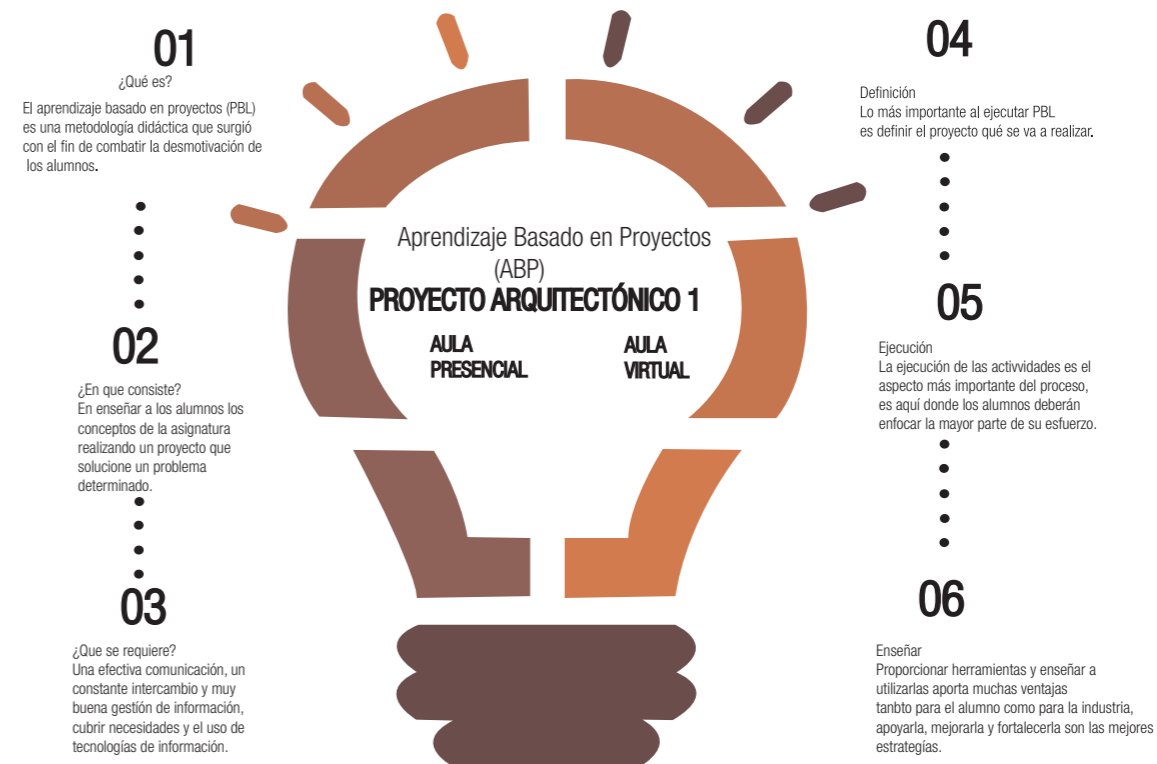 01
¿Qué es?
El aprendizaje basado en proyectos (PBL)
es una metodología didáctica que surgió
con el fin de combatir la desmotivación de
los alumnos.
02
¿En que consiste?
En enseñar a los alumnos los
conceptos de la asignatura
realizando un proyecto que
solucione un problema
determinado.
03
¿Que se requiere?
Una efectiva comunicación, un
constante intercambio y muy
buena gestión de información,
cubrir necesidades y el uso de
tecnologías de información.
Aprendizaje Basado en Proyectos
(ABP)
PROYECTO ARQUITECTÓNICO 1
AULA
PRESENCIAL
AULA
VIRTUAL
04
Definición
Lo más importante al ejecutar PBL
es definir el proyecto qué se va a realizar.
05
Ejecución
La ejecución de las activvidades es el
aspecto más importante del proceso,
es aquí donde los alumnos deberán
enfocar la mayor parte de su esfuerzo.
06
Enseñar
Proporcionar herramientas y enseñar a
utilizarlas aporta muchas ventajas
tanbto para el alumno como para la industria,
apoyarla, mejorarla y fortalecerla son las mejores
estrategías.